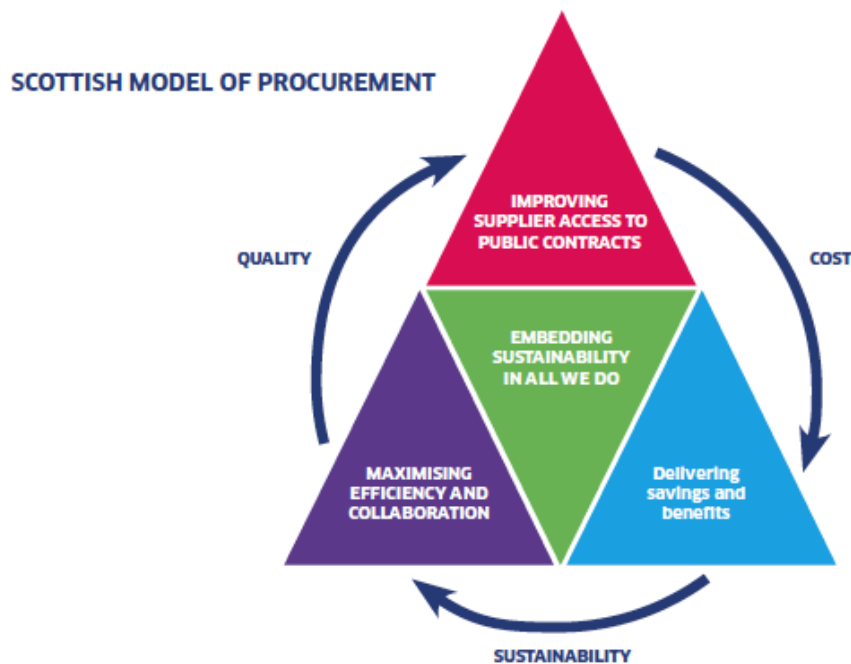 SCOTTISH MODEL OF PROCUREMENT
IMPROVING
SUPPLIER ACCESS TO
PUBLIC CONTRACTS
QUALITY
COST
EMBEDDING
SUSTAINABILITY
IN ALL WE DO
MAXIMISING
EFFICIENCY AND
COLLABORATION
Delivering
savings and
benefits
SUSTAINABILITY